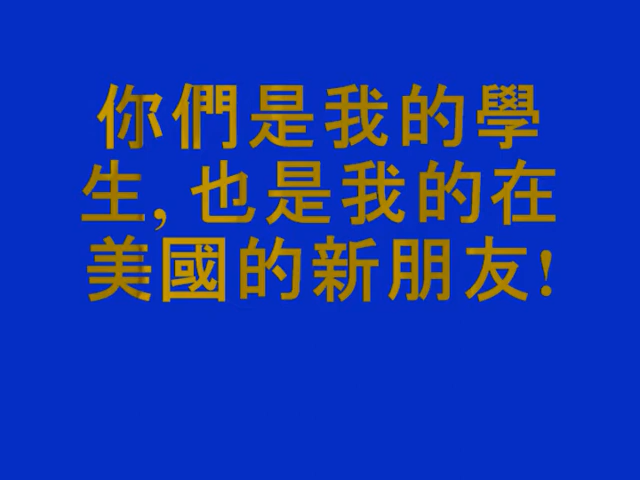 你們是我的學
生, 也是我的在
美國的新朋友!